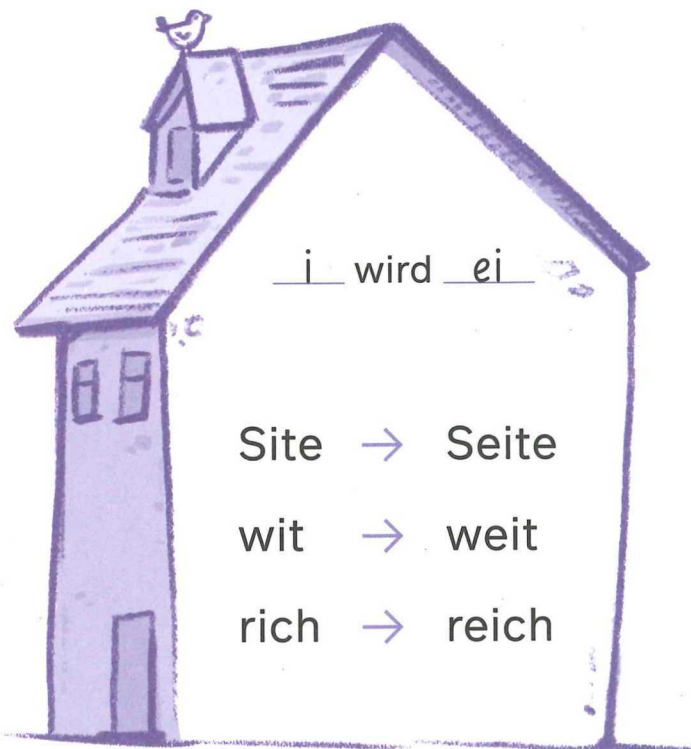 i wird ei
Site → Seite
wit → weit
rich → reich